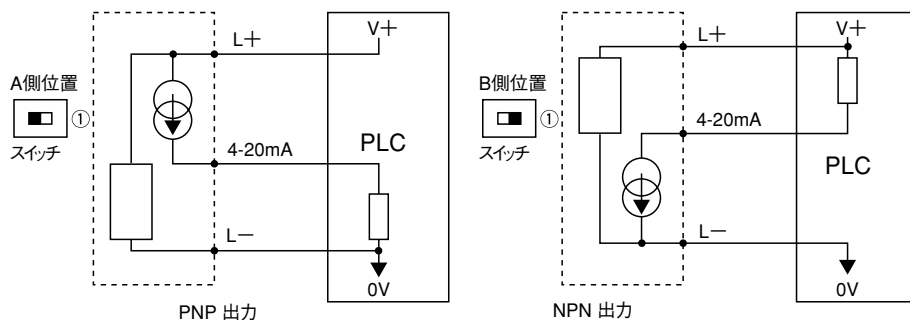 L＋
V＋
A側位置
①
スイッチ
4-20mA
PLC
L－
0V
PNP 出力
L＋
V＋
B側位置
①
スイッチ
4-20mA
PLC
L－
0V
NPN 出力